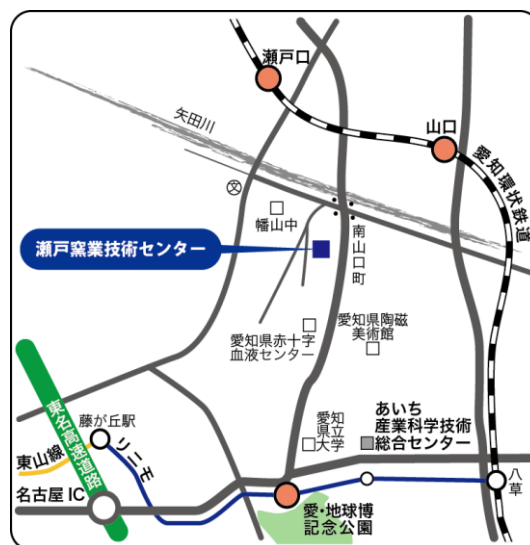 瀬戸口
山口
愛知環状鉄道
矢田川
文
幡山中
南山口町
瀬戸窯業技術センター
愛知県赤十字
血液センター
愛知県陶磁
美術館
東名高速道路
藤が丘駅
リニモ
東山線
名古屋IC
愛知
県立
大学
あいち
産業科学技術
総合センター
八草
愛・地球博
記念公園